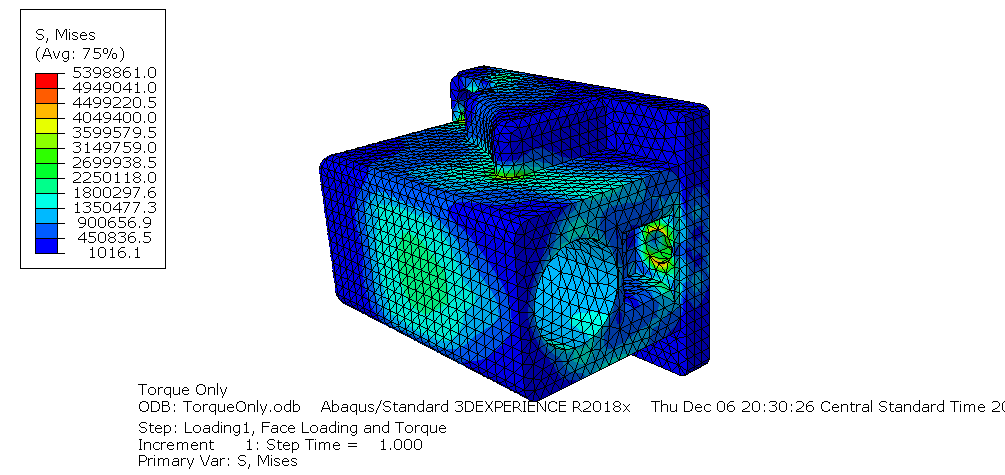 S, Mises
(Avg: 75%)
5398861.0
4949041.0
4499220.5
4049400.0
3599579.5
3149759.0
2699938.5
2250118.0
1800297.6
1350477.3
900656.9
450836.5
1016.1
Torque Only
ODB: TorqueOnly.odb Abaqus/Standard 3DEXPERIENCE R2018x Thu Dec 06 20:30:26 Central Standard Time 20
Step: Loading1, Face Loading and Torque
Increment 1: Step Time = 1.000
Primary Var: S, Mises